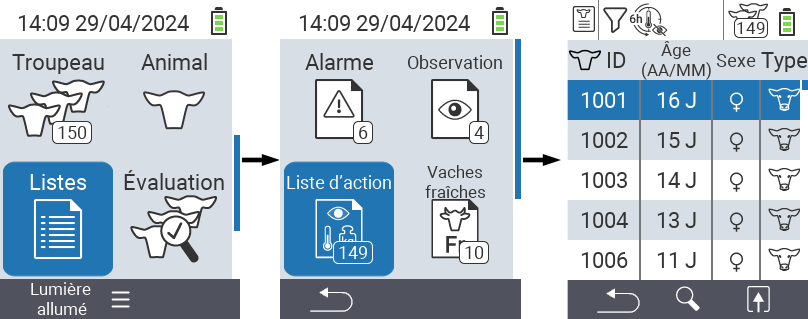 14:09 29/04/2024
Troupeau Animal
150
Listes Évaluation
Lumière
allumé
14:09 29/04/2024
Alarme Observation
6 4
Liste d'action Vaches
fraîches
149 Fr 10
6h 149
ID Âge
(AA/MM) Sexe Type
1001 16 J ♀
1002 15 J ♀
1003 14 J ♀
1004 13 J ♀
1006 11 J ♀